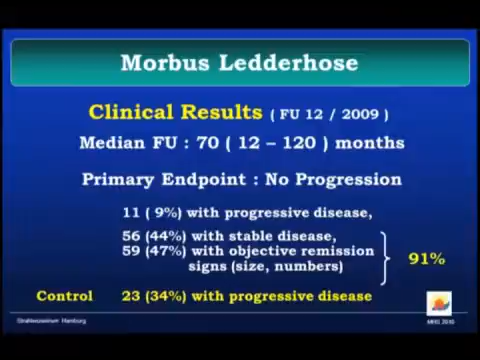 Morbus Ledderhose
Clinical Results ( FU 12 / 2009 )
Median FU : 70 ( 12 – 120 ) months
Primary Endpoint : No Progression
11 ( 9%) with progressive disease,
56 (44%) with stable disease,
59 (47%) with objective remission
signs (size, numbers)
91%
Control 23 (34%) with progressive disease
Strahlenzentrum Hamburg